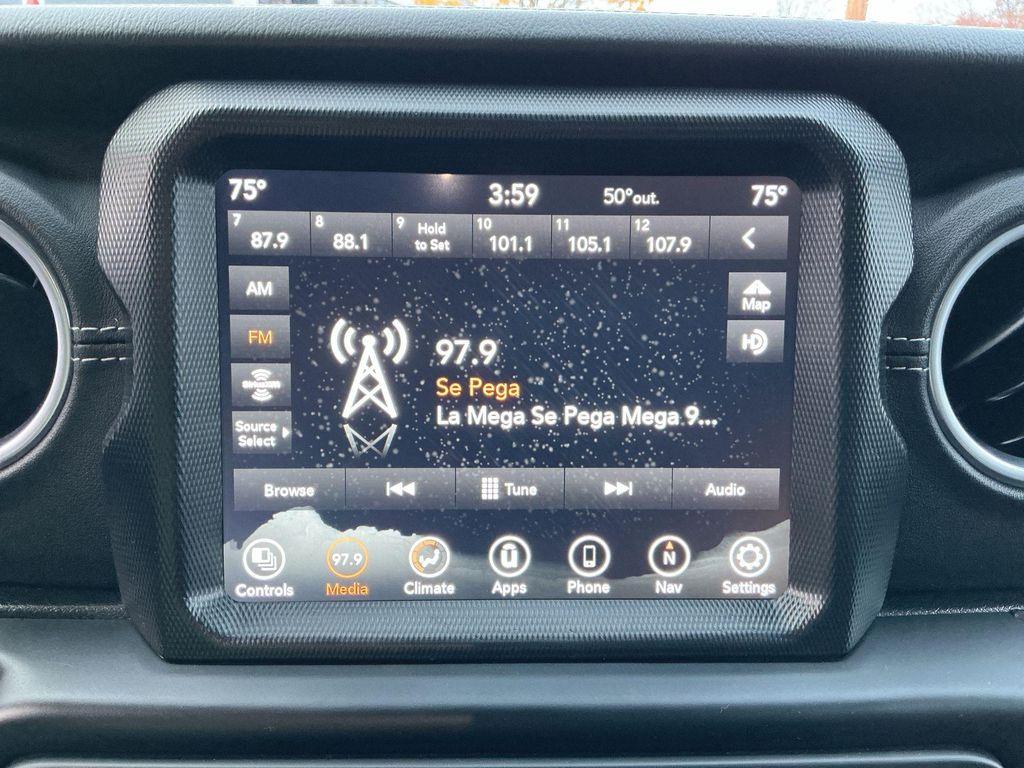 75° 3:59 50°out. 75°
7 87.9 8 88.1 9 Hold to Set 10 101.1 11 105.1 12 107.9
AM
Map
FM
HD
97.9
SiriusXM
Se Pega
La Mega Se Pega Mega 9...
Source
Select
Browse Tune Audio
97.9 N
Controls Media Climate Apps Phone Nav Settings